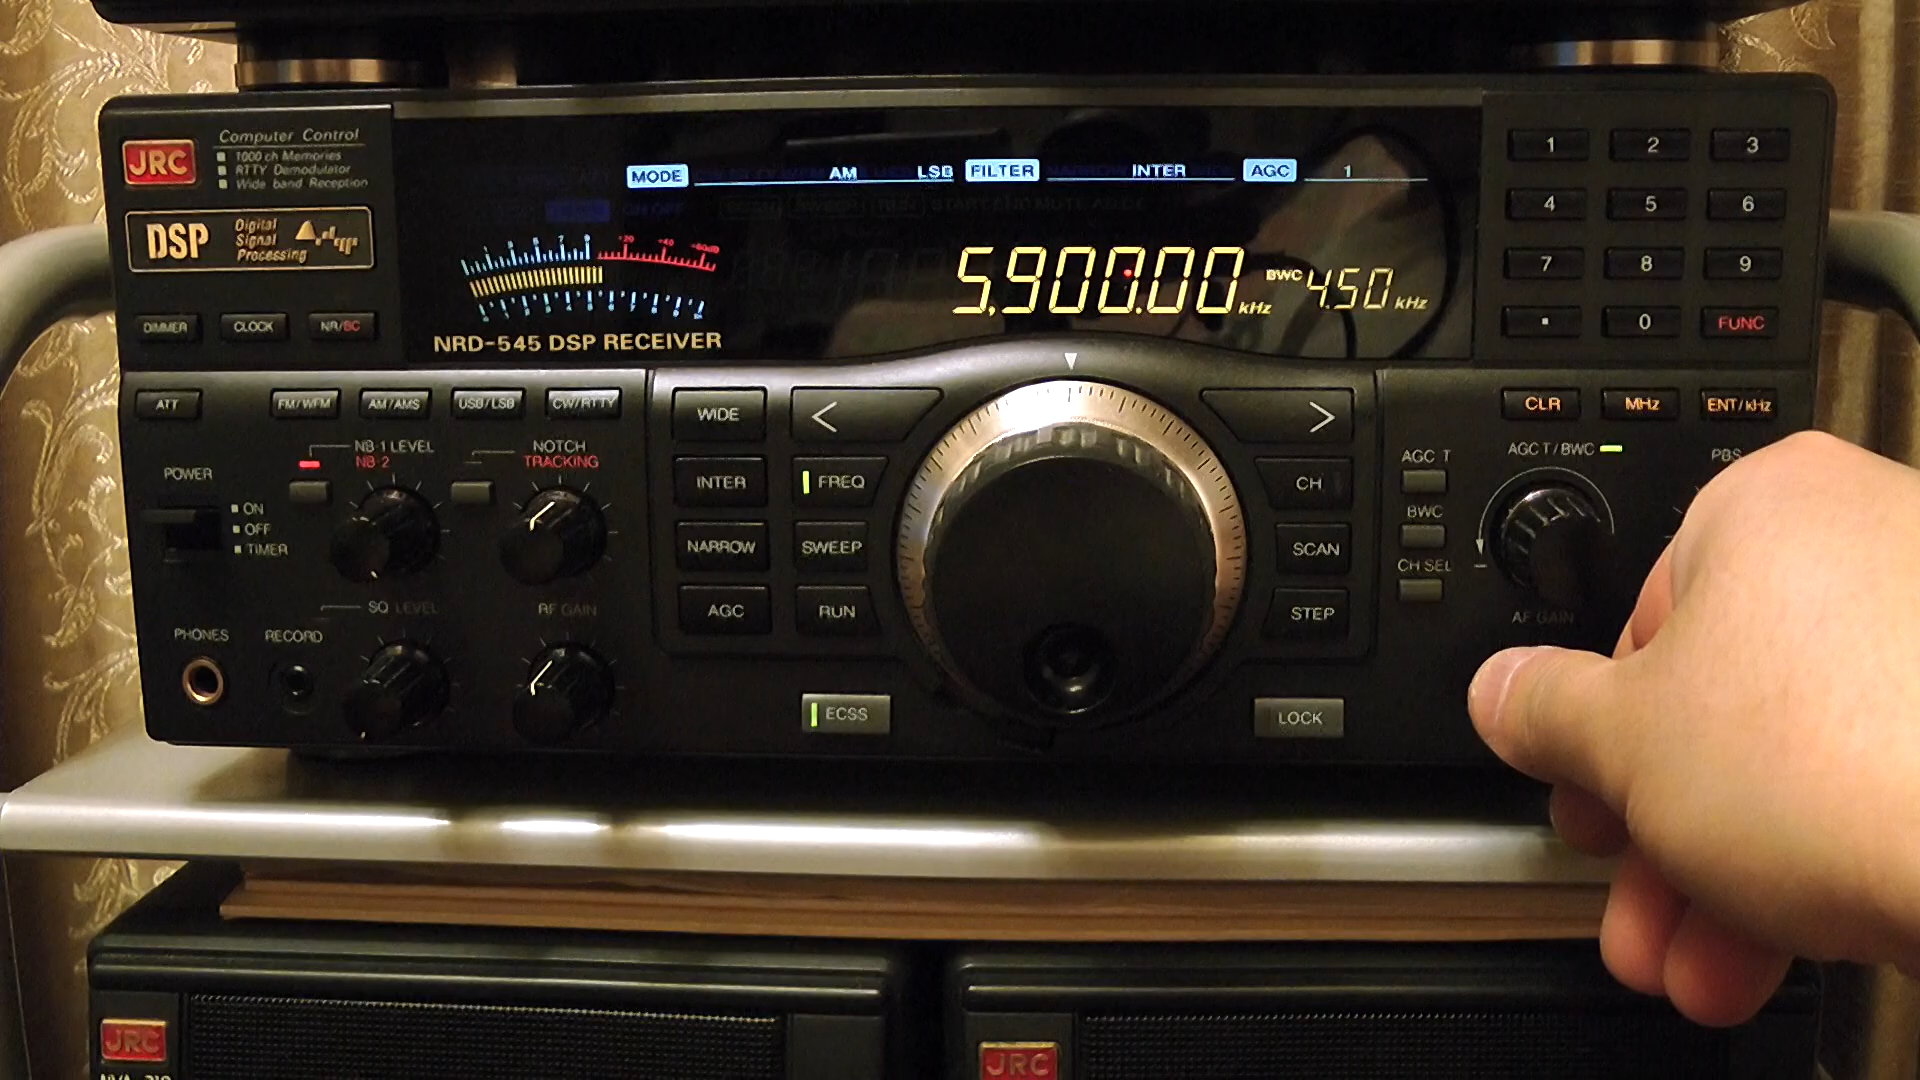 JRC
Computer Control
1000 ch Memories
RTTY Demodulator
Wide band Reception
DSP
Digital
Signal
Processing
DIMMER
CLOCK
NR/BC
MODE
AM
LSB
FILTER
INTER
AGC
1
+20
+40
+60dB
5,900.00 kHz
BWC 4.50 kHz
NRD-545 DSP RECEIVER
1
2
3
4
5
6
7
8
9
.
0
FUNC
CLR
MHz
ENT/kHz
ATT
FM/WFM
AM/AMS
USB/LSB
CW/RTTY
NB-1 LEVEL
NB-2
NOTCH
TRACKING
POWER
ON
OFF
TIMER
SQ LEVEL
RF GAIN
PHONES
RECORD
WIDE
INTER
NARROW
AGC
<
FREQ
SWEEP
RUN
ECSS
>
CH
SCAN
STEP
LOCK
AGC T
BWC
CH SEL
AGC T/BWC
AF GAIN
PBS
JRC
JRC